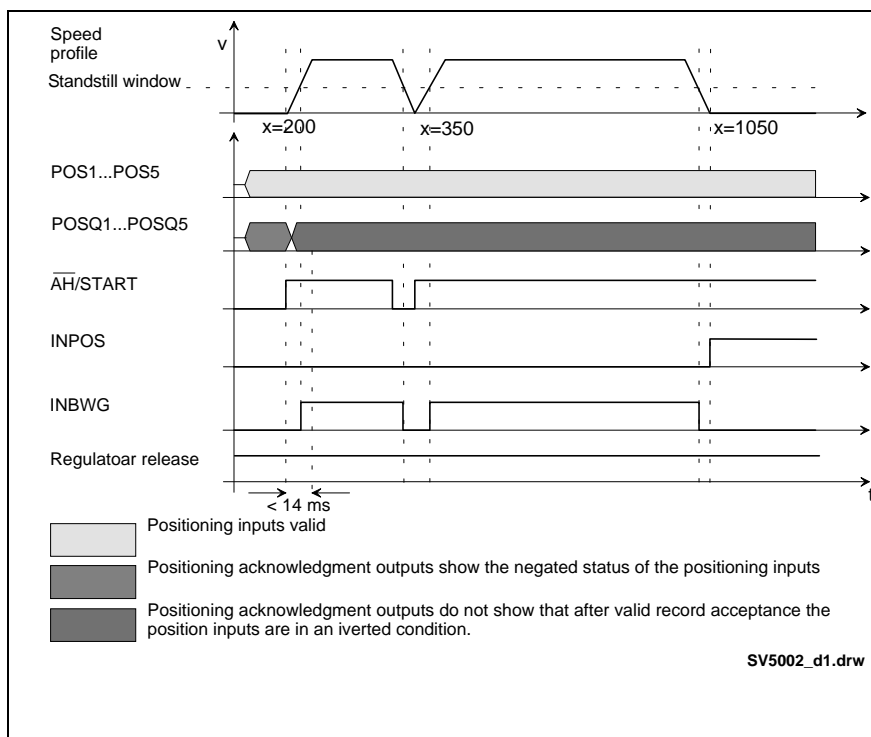 Speed
profile
v
Standstill window
x=200
x=350
x=1050
POS1...POS5
POSQ1...POSQ5
A̅H̅/START
INPOS
INBWG
Regulatoar release
t
< 14 ms
Positioning inputs valid
Positioning acknowledgment outputs show the negated status of the positioning inputs
Positioning acknowledgment outputs do not show that after valid record acceptance the
position inputs are in an iverted condition.
SV5002_d1.drw